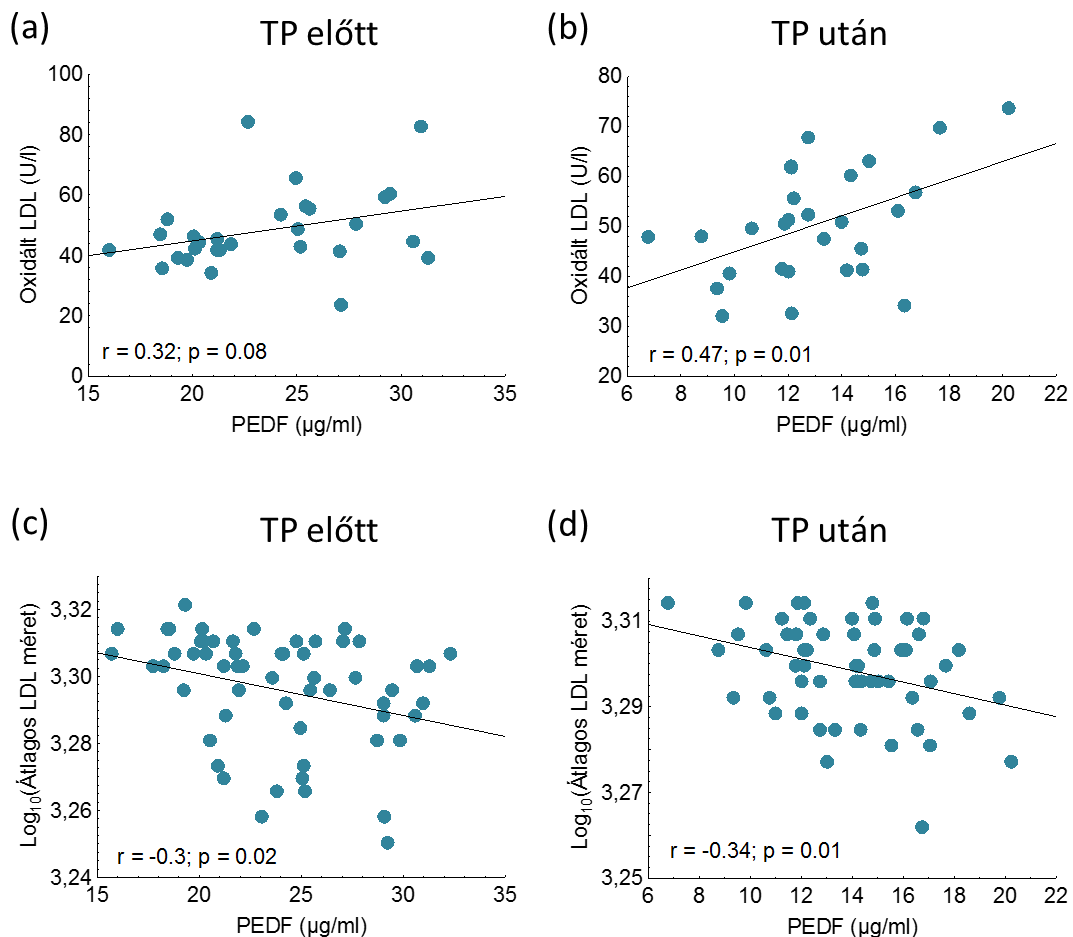 (a) TP előtt
Oxidált LDL (U/l)
100
80
60
40
20
0
r = 0.32; p = 0.08
15 20 25 30 35
PEDF (µg/ml)
(b) TP után
Oxidált LDL (U/l)
80
70
60
50
40
30
20
r = 0.47; p = 0.01
6 8 10 12 14 16 18 20 22
PEDF (µg/ml)
(c) TP előtt
Log10(Átlagos LDL méret)
3,32
3,30
3,28
3,26
3,24
r = -0.3; p = 0.02
15 20 25 30 35
PEDF (µg/ml)
(d) TP után
Log10(Átlagos LDL méret)
3,31
3,29
3,27
3,25
r = -0.34; p = 0.01
6 8 10 12 14 16 18 20 22
PEDF (µg/ml)